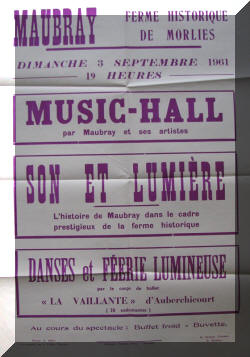 MAUBRAY
FERME HISTORIQUE
DE MORLIES
DIMANCHE 3 SEPTEMBRE 1961
19 HEURES
MUSIC-HALL
par Maubray et ses artistes
SON ET LUMIÈRE
L'histoire de Maubray dans le cadre
prestigieux de la ferme historique
DANSES et FÉERIE LUMINEUSE
par le corps de ballet
« LA VAILLANTE » d'Auberchicourt
Au cours du spectacle : Buffet froid - Buvette.